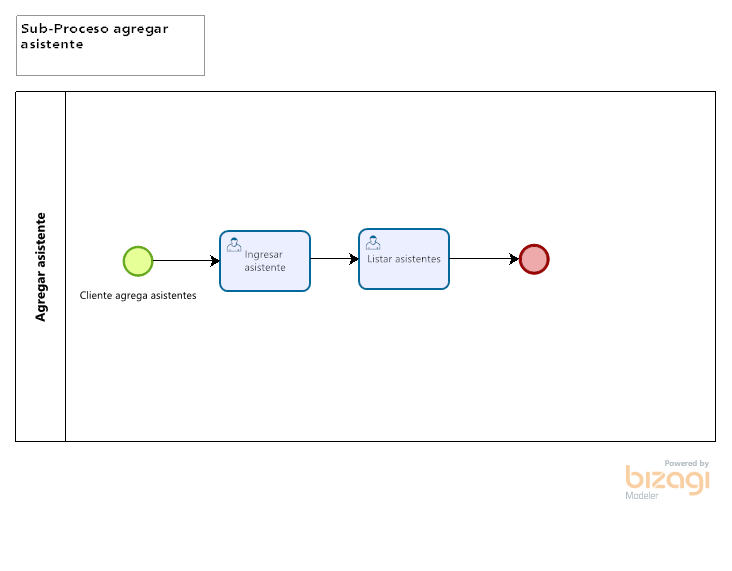 Sub-Proceso agregar
asistente
Agregar asistente
Cliente agrega asistentes
Ingresar
asistente
Listar asistentes
Powered by
bizagi
Modeler